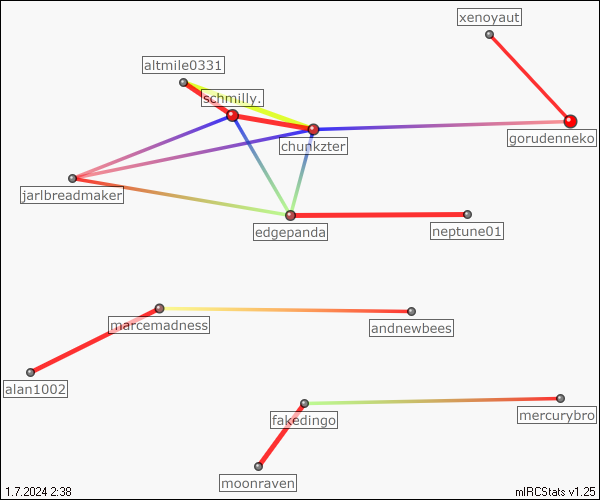 xenoyaut
altmile0331
schmilly.
gorudenneko
chunkzter
jarlbreadmaker
edgepanda
neptune01
marcemadness
andnewbees
alan1002
mercurybro
fakedingo
moonraven
1.7.2024 2:38
mIRCStats v1.25